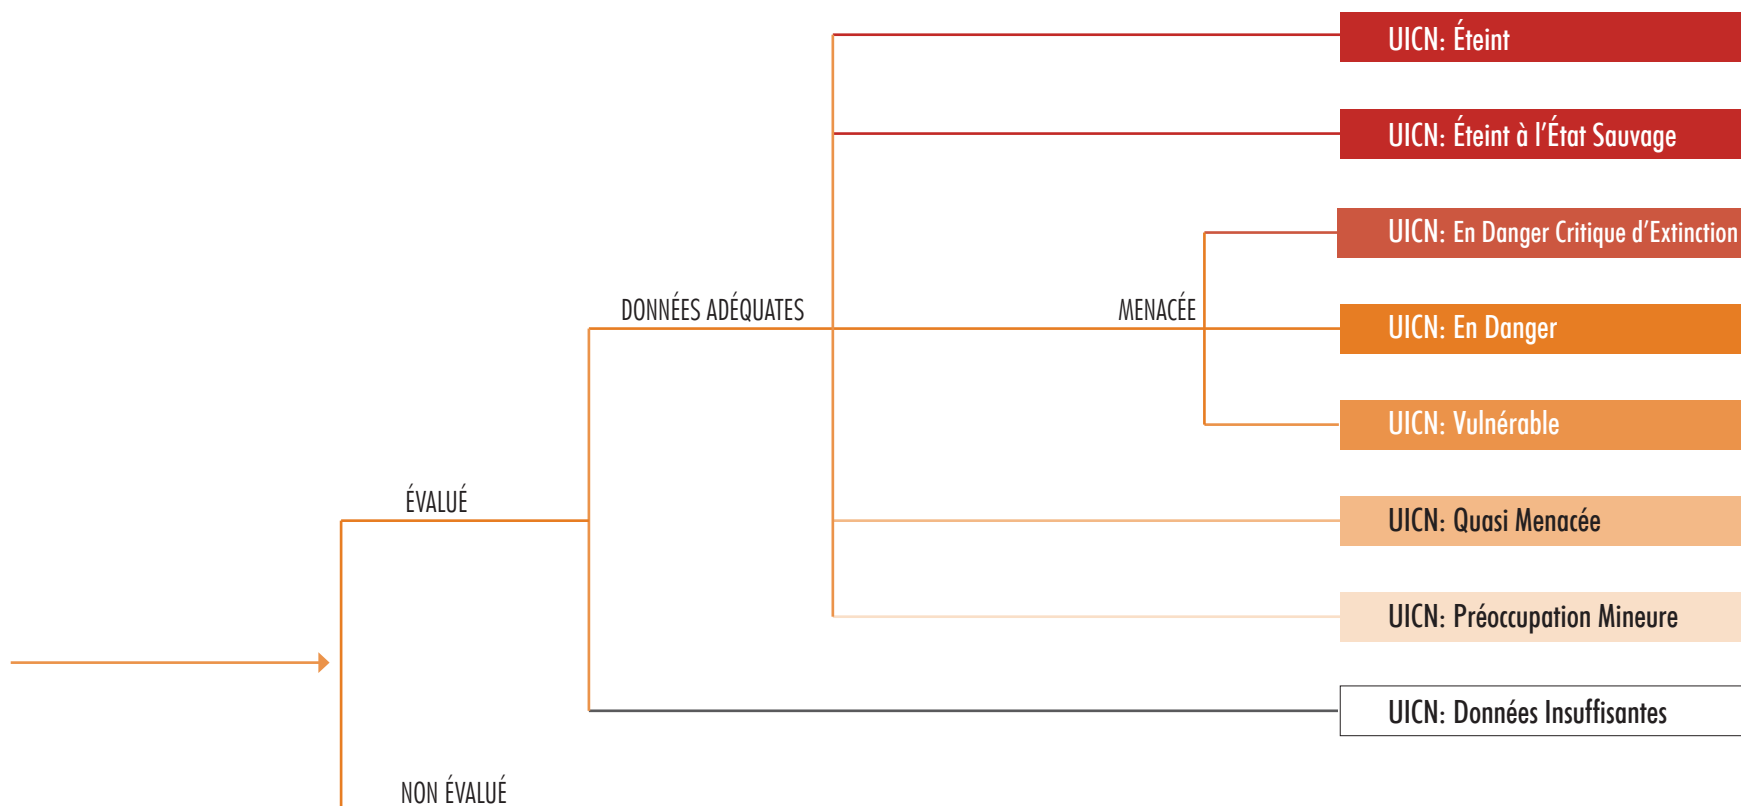 UICN: Éteint
UICN: Éteint à l’État Sauvage
UICN: En Danger Critique d’Extinction
DONNÉES ADÉQUATES
MENACÉE
UICN: En Danger
UICN: Vulnérable
ÉVALUÉ
UICN: Quasi Menacée
UICN: Préoccupation Mineure
UICN: Données Insuffisantes
NON ÉVALUÉ